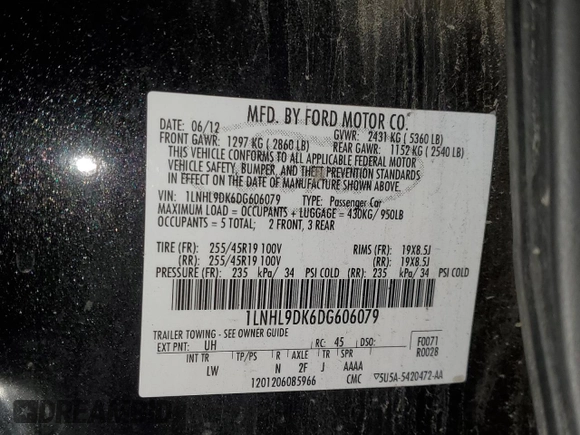 MFD. BY FORD MOTOR CO.
DATE: 06/12 GVWR: 2431 KG ( 5360 LB)
FRONT GAWR: 1297 KG ( 2860 LB) REAR GAWR: 1152 KG ( 2540 LB)
THIS VEHICLE CONFORMS TO ALL APPLICABLE FEDERAL MOTOR
VEHICLE SAFETY, BUMPER, AND THEFT PREVENTION STANDARDS
IN EFFECT ON THE DATE OF MANUFACTURE SHOWN ABOVE.
VIN: 1LNHL9DK6DG606079 TYPE: Passenger Car
MAXIMUM LOAD = OCCUPANTS + LUGGAGE = 430KG/ 950LB
OCCUPANTS = 5 TOTAL: 2 FRONT, 3 REAR
TIRE (FR): 255/45R19 100V RIMS (FR): 19X8.5J
(RR): 255/45R19 100V (RR): 19X8.5J
PRESSURE (FR): 235 kPa/ 34 PSI COLD (RR): 235 kPa/ 34 PSI COLD
1LNHL9DK6DG606079
TRAILER TOWING - SEE OWNER GUIDE
EXT PNT: UH RC: 45 DSO: F0071
INT TR TP/PS R AXLE TR SPR R0028
LW N 2F J AAAA
1201206085966 CMC ▽5U5A-5420472-AA